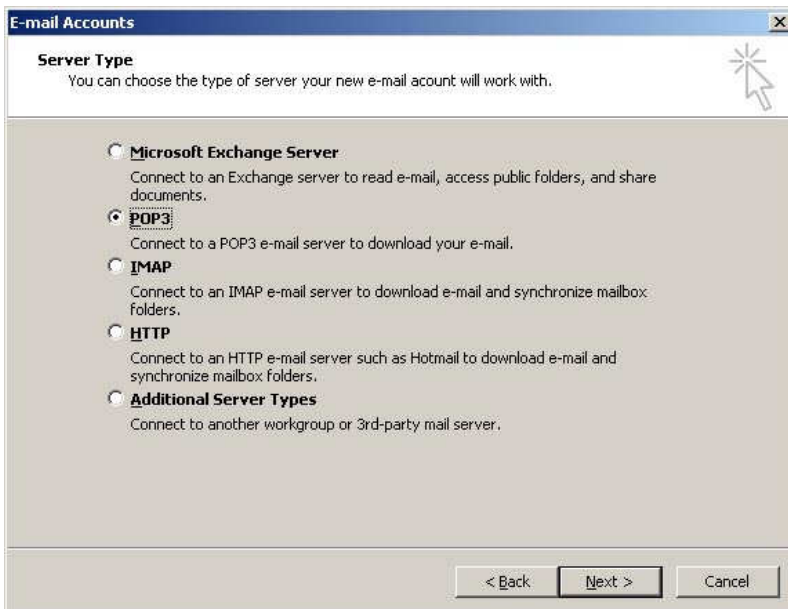 E-mail Accounts
Server Type
You can choose the type of server your new e-mail acount will work with.
Microsoft Exchange Server
Connect to an Exchange server to read e-mail, access public folders, and share
documents.
POP3
Connect to a POP3 e-mail server to download your e-mail.
IMAP
Connect to an IMAP e-mail server to download e-mail and synchronize mailbox
folders.
HTTP
Connect to an HTTP e-mail server such as Hotmail to download e-mail and
synchronize mailbox folders.
Additional Server Types
Connect to another workgroup or 3rd-party mail server.
< Back Next > Cancel